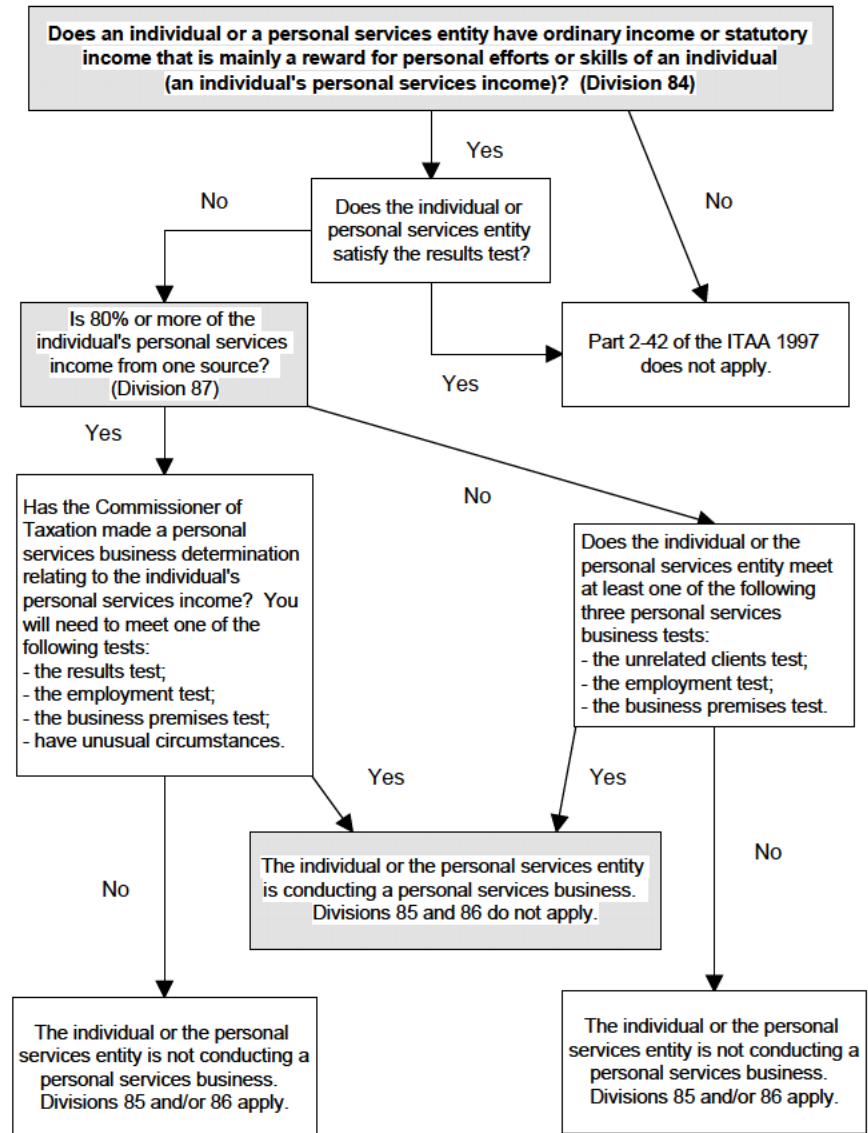 Does an individual or a personal services entity have ordinary income or statutory
income that is mainly a reward for personal efforts or skills of an individual
(an individual's personal services income)? (Division 84)
Yes
No
No
Does the individual or
personal services entity
satisfy the results test?
Is 80% or more of the
individual's personal services
income from one source?
(Division 87)
Yes
Part 2-42 of the ITAA 1997
does not apply.
Yes
No
Has the Commissioner of
Taxation made a personal
services business determination
relating to the individual's
personal services income? You
will need to meet one of the
following tests:
- the results test;
- the employment test;
- the business premises test;
- have unusual circumstances.
Does the individual or the
personal services entity meet
at least one of the following
three personal services
business tests:
- the unrelated clients test;
- the employment test;
- the business premises test.
Yes
Yes
No
No
The individual or the personal services entity
is conducting a personal services business.
Divisions 85 and 86 do not apply.
The individual or the personal
services entity is not conducting a
personal services business.
Divisions 85 and/or 86 apply.
The individual or the personal
services entity is not conducting a
personal services business.
Divisions 85 and/or 86 apply.